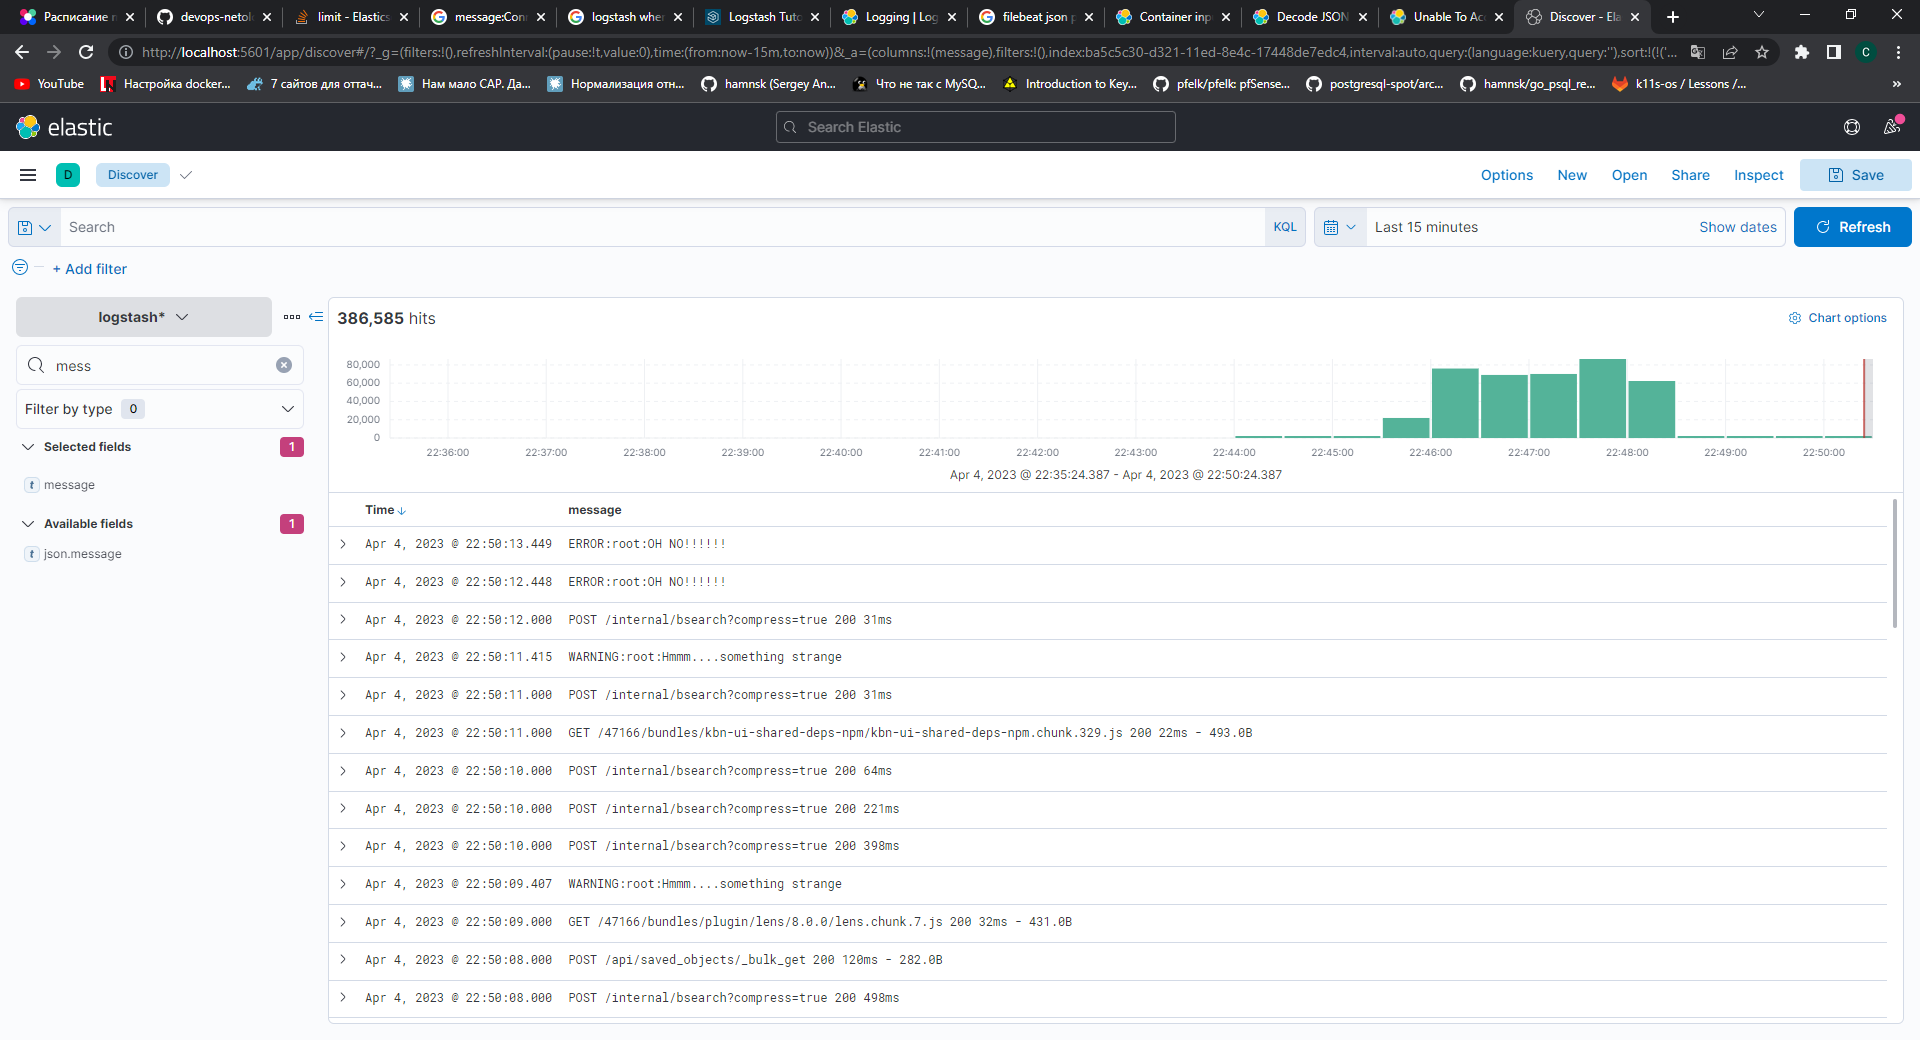 Расписание п
devops-netol
limit - Elastics
message:Conn
logstash wher
Logstash Tuto
Logging | Log
filebeat json p
Container inp
Decode JSON
Unable To Acc
Discover - Ela
http://localhost:5601/app/discover#/?_g=(filters:!(),refreshInterval:(pause:!t,value:0),time:(from:now-15m,to:now))&_a=(columns:!(message),filters:!(),index:ba5c5c30-d321-11ed-8e4c-17448de7edc4,interval:auto,query:(language:kuery,query:''),sort:!(!('...
C
YouTube
Настройка docker...
7 сайтов для оттач...
Нам мало CAP. Да...
Нормализация отн...
hamnsk (Sergey An...
Что не так с MySQ...
Introduction to Key...
pfelk/pfelk: pfSense...
postgresql-spot/arc...
hamnsk/go_psql_re...
k11s-os / Lessons /...
»
elastic
Search Elastic
D
Discover
Options
New
Open
Share
Inspect
Save
Search
KQL
Last 15 minutes
Show dates
Refresh
+ Add filter
logstash*
mess
Filter by type 0
Selected fields 1
t message
Available fields 1
t json.message
386,585 hits
Chart options
80,000
60,000
40,000
20,000
0
22:36:00 22:37:00 22:38:00 22:39:00 22:40:00 22:41:00 22:42:00 22:43:00 22:44:00 22:45:00 22:46:00 22:47:00 22:48:00 22:49:00 22:50:00
Apr 4, 2023 @ 22:35:24.387 - Apr 4, 2023 @ 22:50:24.387
Time message
Apr 4, 2023 @ 22:50:13.449 ERROR:root:OH NO!!!!!!
Apr 4, 2023 @ 22:50:12.448 ERROR:root:OH NO!!!!!!
Apr 4, 2023 @ 22:50:12.000 POST /internal/bsearch?compress=true 200 31ms
Apr 4, 2023 @ 22:50:11.415 WARNING:root:Hmmm....something strange
Apr 4, 2023 @ 22:50:11.000 POST /internal/bsearch?compress=true 200 31ms
Apr 4, 2023 @ 22:50:11.000 GET /47166/bundles/kbn-ui-shared-deps-npm/kbn-ui-shared-deps-npm.chunk.329.js 200 22ms - 493.0B
Apr 4, 2023 @ 22:50:10.000 POST /internal/bsearch?compress=true 200 64ms
Apr 4, 2023 @ 22:50:10.000 POST /internal/bsearch?compress=true 200 221ms
Apr 4, 2023 @ 22:50:10.000 POST /internal/bsearch?compress=true 200 398ms
Apr 4, 2023 @ 22:50:09.407 WARNING:root:Hmmm....something strange
Apr 4, 2023 @ 22:50:09.000 GET /47166/bundles/plugin/lens/8.0.0/lens.chunk.7.js 200 32ms - 431.0B
Apr 4, 2023 @ 22:50:08.000 POST /api/saved_objects/_bulk_get 200 120ms - 282.0B
Apr 4, 2023 @ 22:50:08.000 POST /internal/bsearch?compress=true 200 498ms